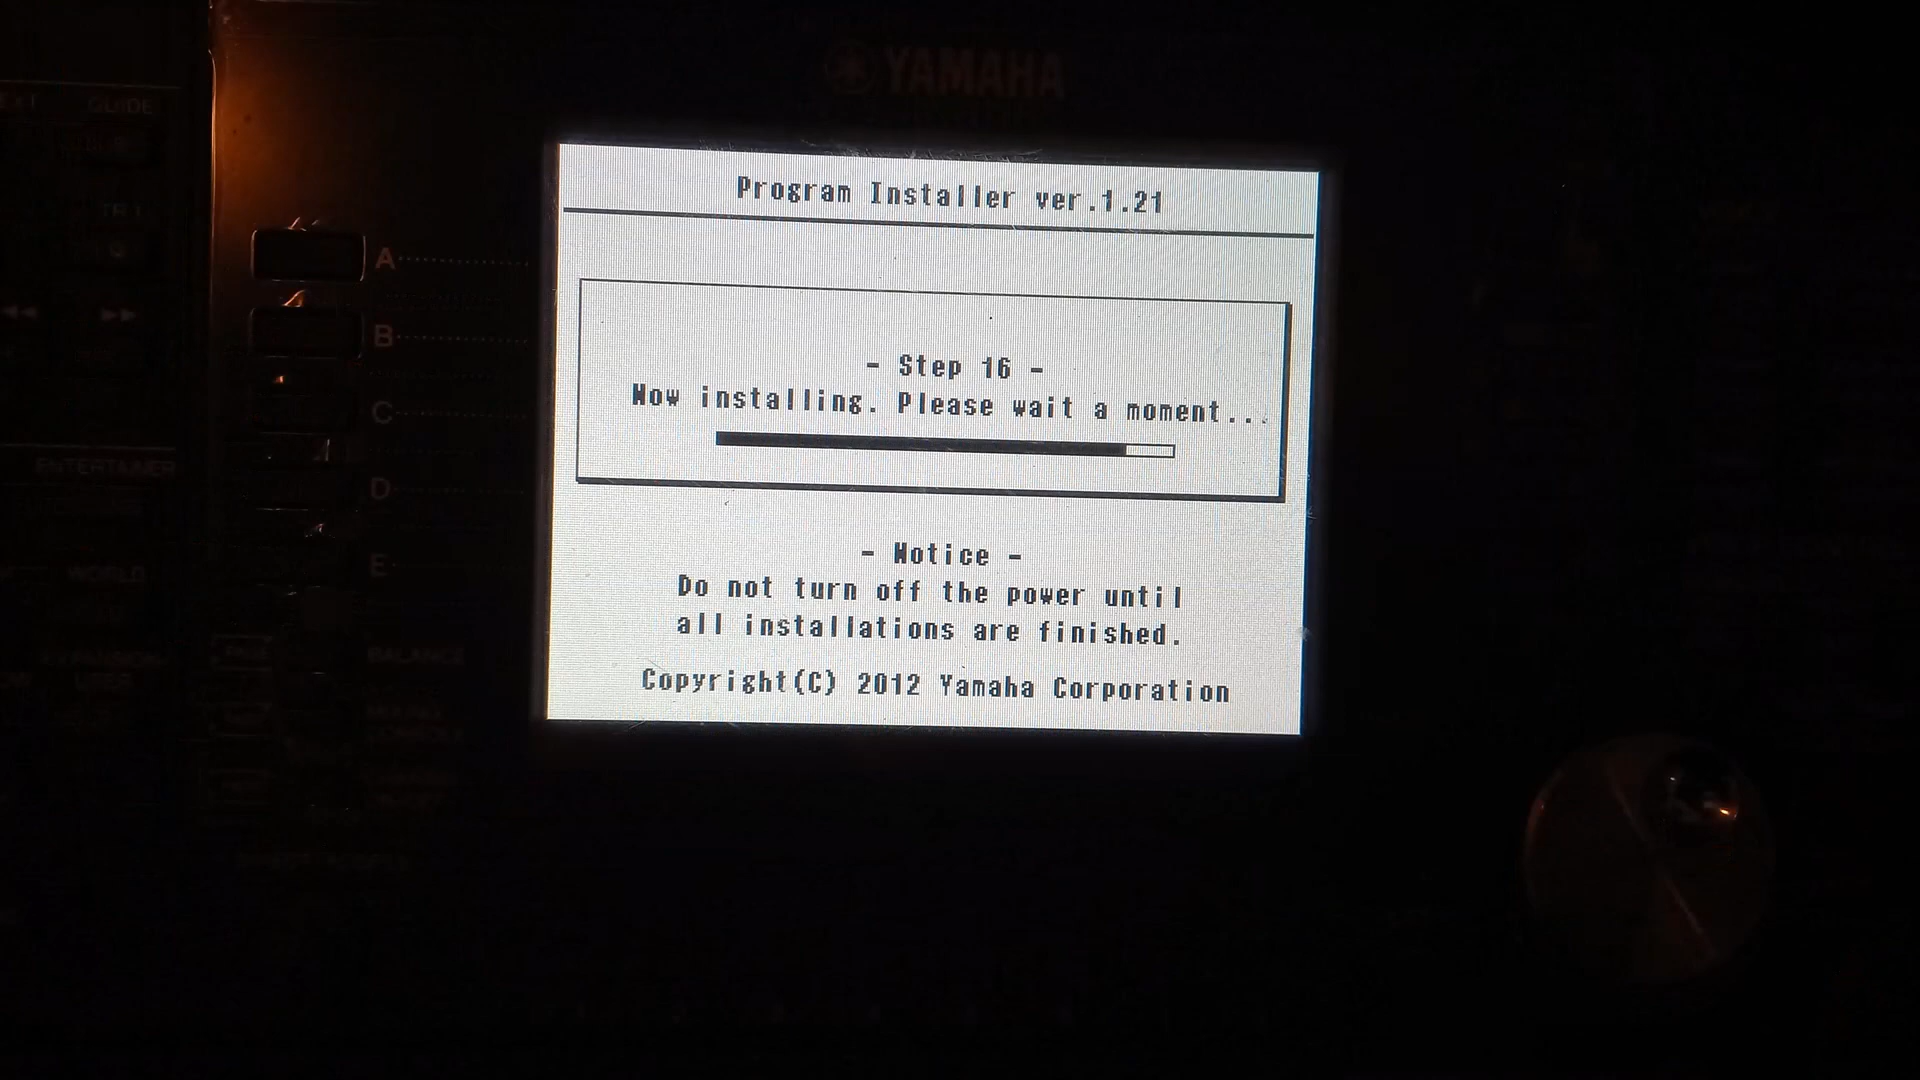 YAMAHA
GUIDE
Program Installer ver.1.21
A
B
- Step 16 -
Now installing. Please wait a moment...
C
ENTERTAINER
D
- Notice -
E
WORLD
Do not turn off the power until
all installations are finished.
EXPANSION
BALANCE
Copyright(C) 2012 Yamaha Corporation